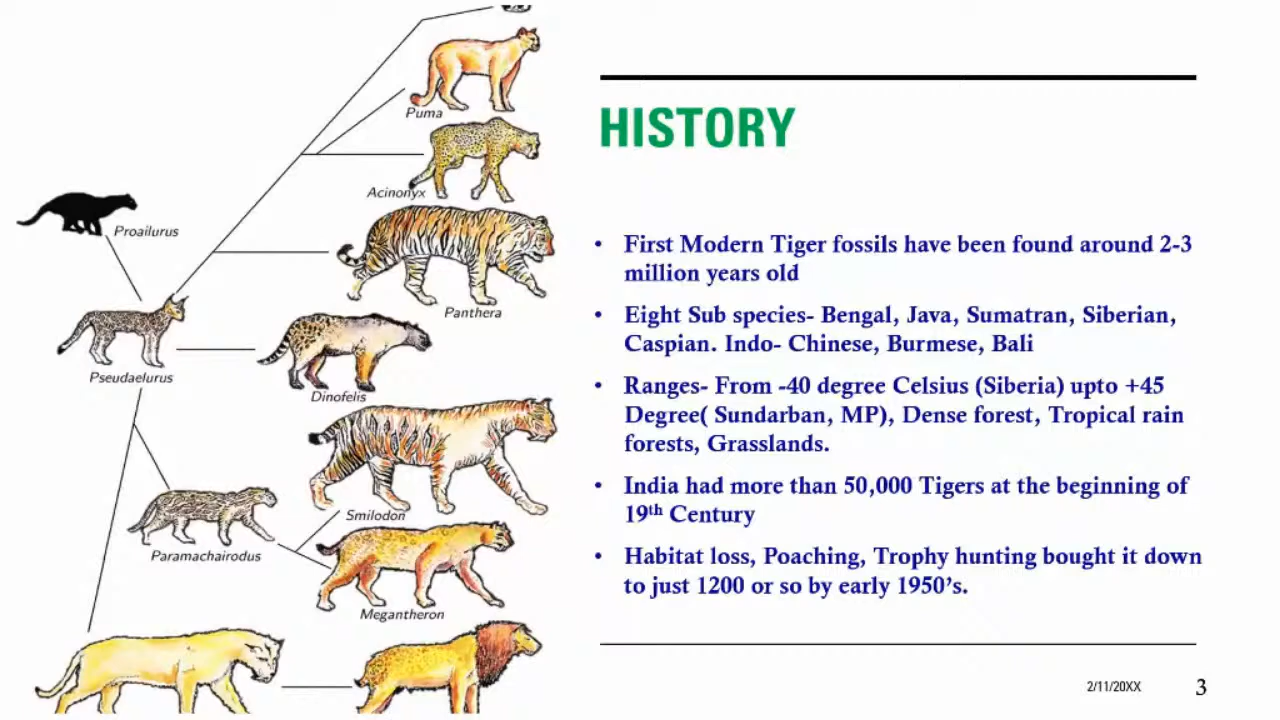 Puma
Acinonyx
Proailurus
Panthera
Pseudaelurus
Dinofelis
Smilodon
Paramachairodus
Megantheron
HISTORY
• First Modern Tiger fossils have been found around 2-3
million years old
• Eight Sub species- Bengal, Java, Sumatran, Siberian,
Caspian. Indo- Chinese, Burmese, Bali
• Ranges- From -40 degree Celsius (Siberia) upto +45
Degree( Sundarban, MP), Dense forest, Tropical rain
forests, Grasslands.
• India had more than 50,000 Tigers at the beginning of
19th Century
• Habitat loss, Poaching, Trophy hunting bought it down
to just 1200 or so by early 1950’s.
2/11/20XX
3